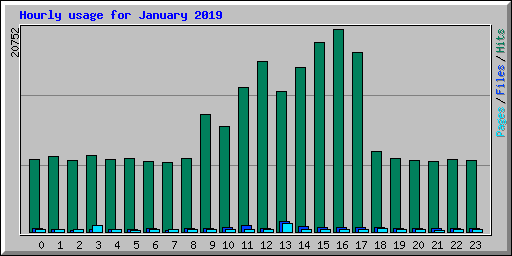 Hourly usage for January 2019
20752
Pages / Files / Hits
0 1 2 3 4 5 6 7 8 9 10 11 12 13 14 15 16 17 18 19 20 21 22 23